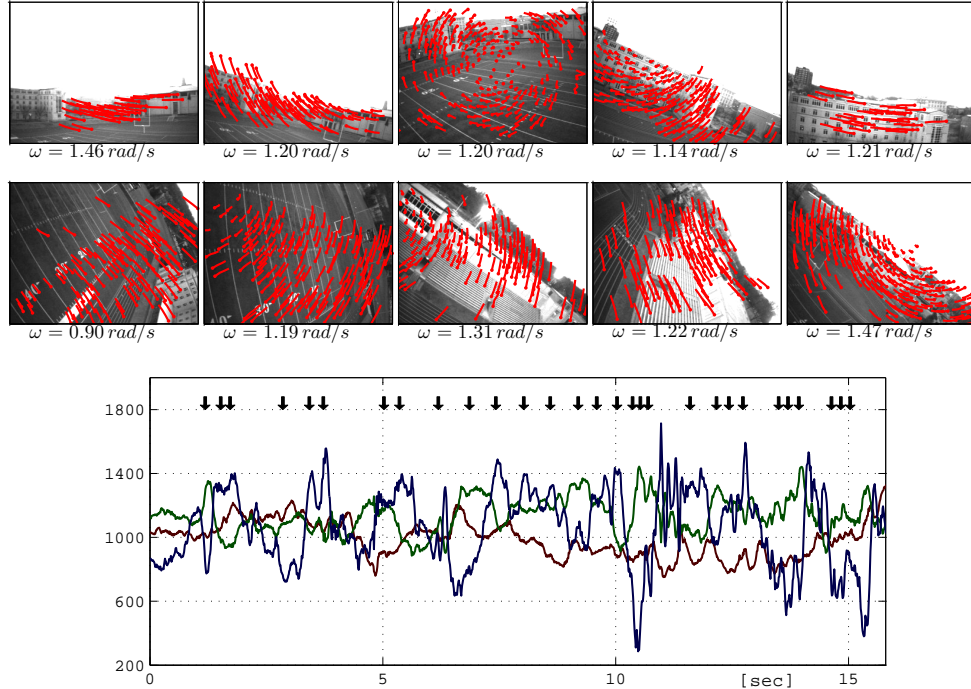 ω = 1.46 rad/s ω = 1.20 rad/s ω = 1.20 rad/s ω = 1.14 rad/s ω = 1.21 rad/s
ω = 0.90 rad/s ω = 1.19 rad/s ω = 1.31 rad/s ω = 1.22 rad/s ω = 1.47 rad/s
1800
1400
1000
600
200
0 5 10 [sec] 15